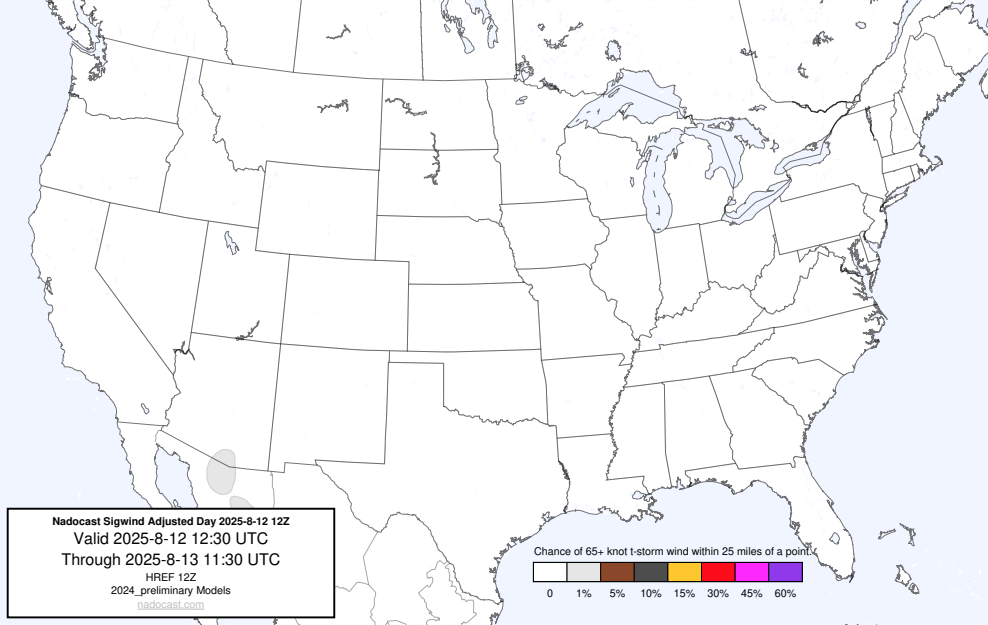 Nadocast Sigwind Adjusted Day 2025-8-12 12Z
Valid 2025-8-12 12:30 UTC
Through 2025-8-13 11:30 UTC
HREF 12Z
2024_preliminary Models
nadocast.com
Chance of 65+ knot t-storm wind within 25 miles of a point.
0 1% 5% 10% 15% 30% 45% 60%